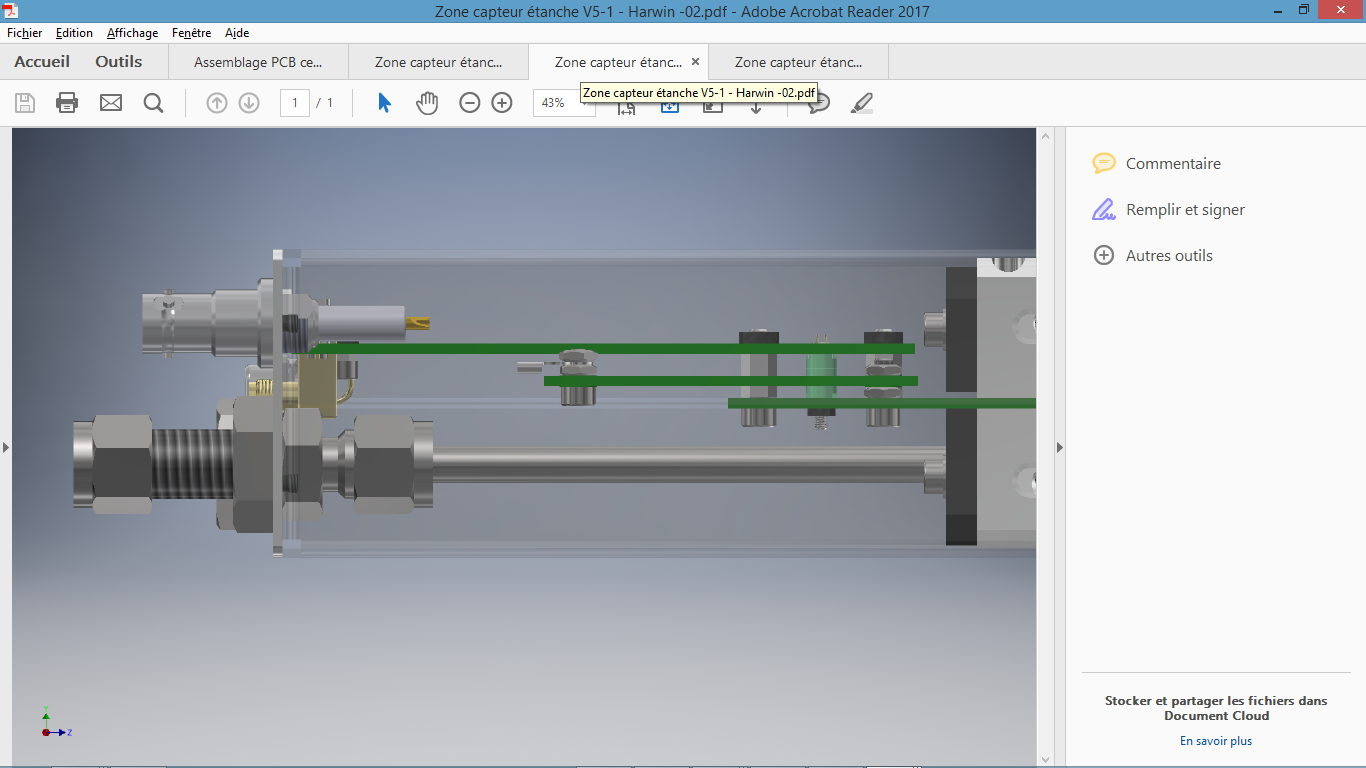 Zone capteur étanche V5-1 - Harwin -02.pdf - Adobe Acrobat Reader 2017
Fichier Edition Affichage Fenêtre Aide
Accueil Outils Assemblage PCB ce... Zone capteur étanc... Zone capteur étanc... × Zone capteur étanc...
Zone capteur étanche V5-1 - Harwin -02.pdf
1 / 1 43%
Commentaire
Remplir et signer
Autres outils
Stocker et partager les fichiers dans
Document Cloud
En savoir plus
Y
Z